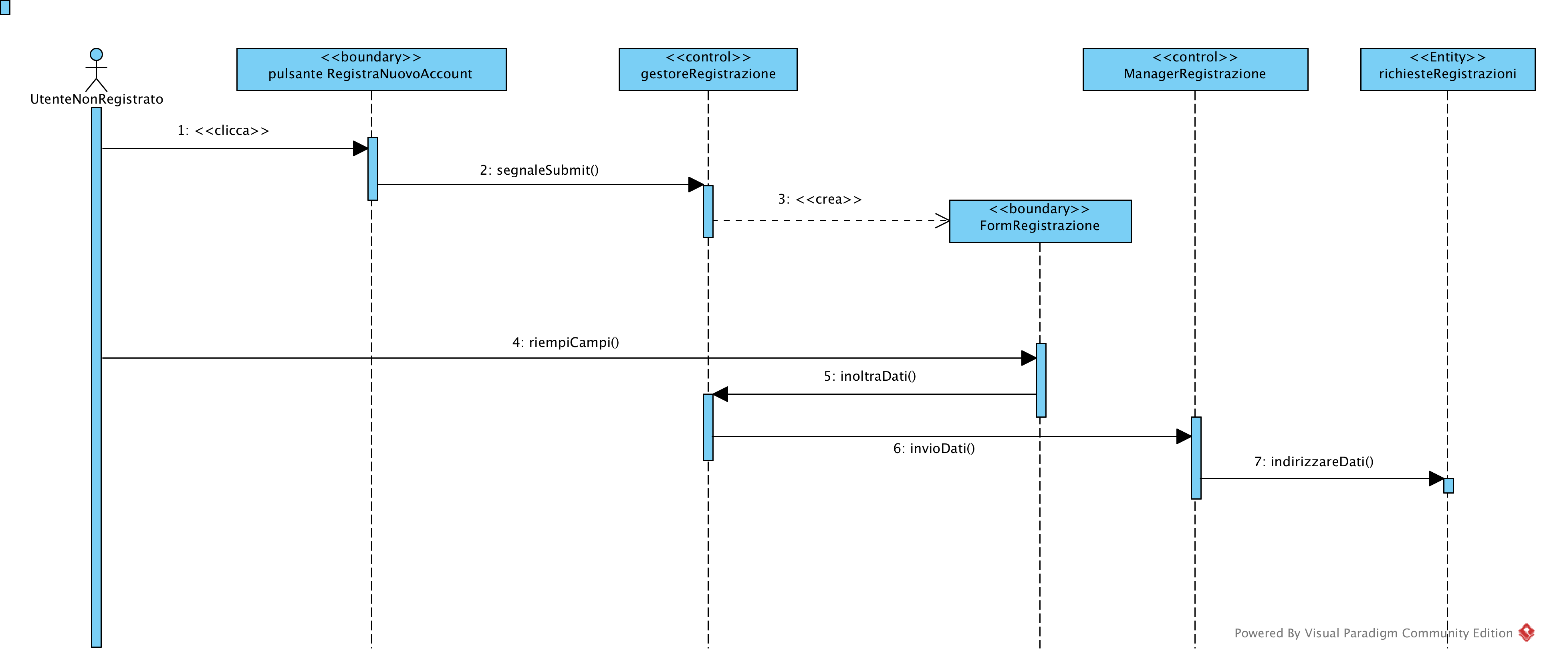 <<boundary>>
pulsante RegistraNuovoAccount
<<control>>
gestoreRegistrazione
<<control>>
ManagerRegistrazione
<<Entity>>
richiesteRegistrazioni
UtenteNonRegistrato
1: <<clicca>>
2: segnaleSubmit()
3: <<crea>>
<<boundary>>
FormRegistrazione
4: riempiCampi()
5: inoltraDati()
6: invioDati()
7: indirizzareDati()
Powered By Visual Paradigm Community Edition